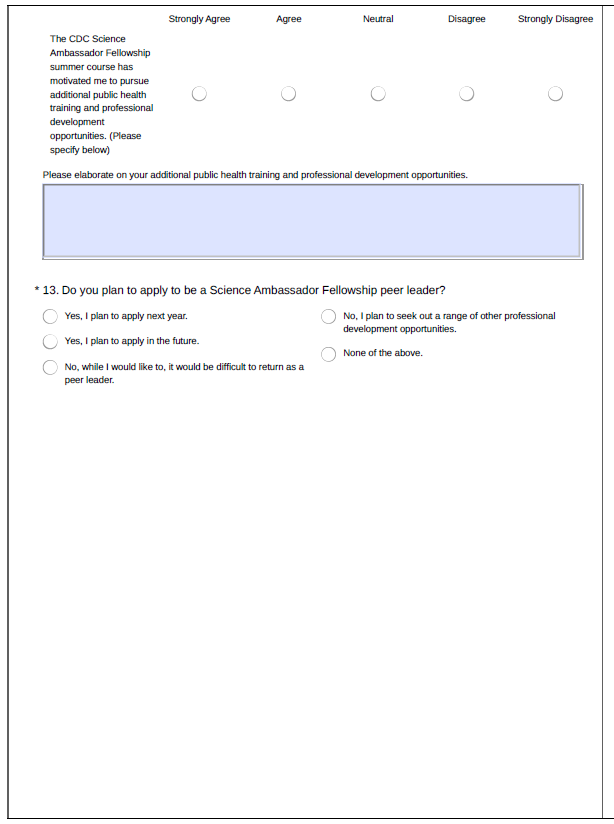 Strongly Agree Agree Neutral Disagree Strongly Disagree
The CDC Science
Ambassador Fellowship
summer course has
motivated me to pursue
additional public health
training and professional
development
opportunities. (Please
specify below)
Please elaborate on your additional public health training and professional development opportunities.
* 13. Do you plan to apply to be a Science Ambassador Fellowship peer leader?
Yes, I plan to apply next year.
Yes, I plan to apply in the future.
No, while I would like to, it would be difficult to return as a
peer leader.
No, I plan to seek out a range of other professional
development opportunities.
None of the above.